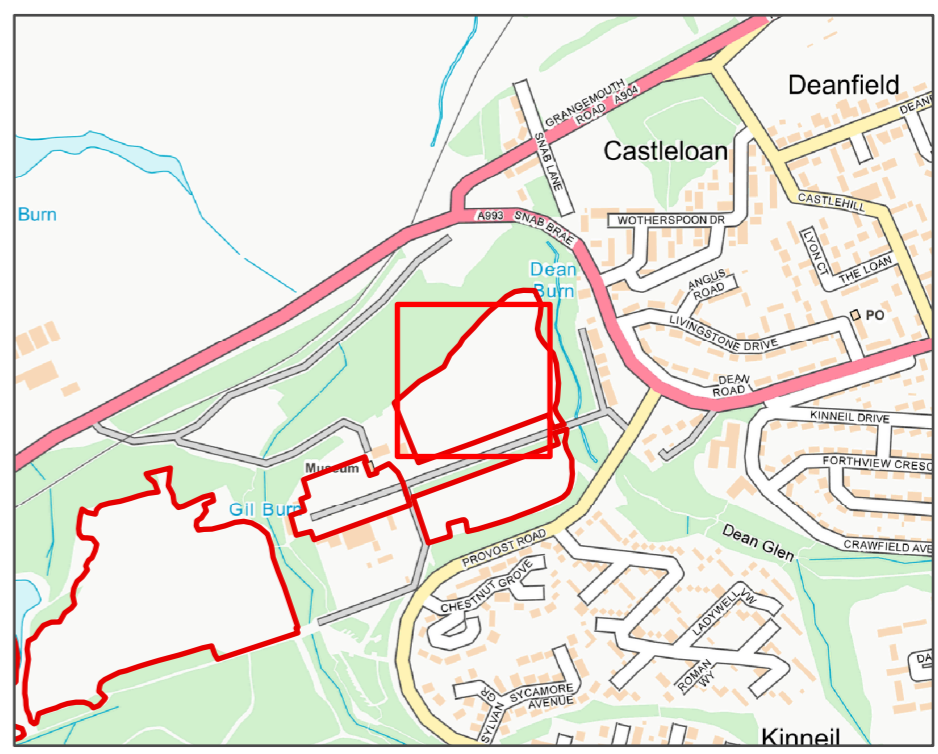 Deanfield
GRANGEMOUTH
ROAD A904
SNAB LANE
Castleloan
CASTLEHILL
Burn
A993 SNAB BRAE
WOTHERSPOON DR
LYON CT
THE LOAN
Dean
Burn
ANGUS
ROAD
PO
LIVINGSTONE DRIVE
DEAN
ROAD
KINNEIL DRIVE
Museum
FORTHVIEW CRESC
Gil Burn
Dean Glen
CRAWFIELD AVE
PROVOST ROAD
CHESTNUT GROVE
LADYWELL
VW
ROMAN
WY
DA
SYCAMORE
AVENUE
SYLVAN
GR
Kinneil